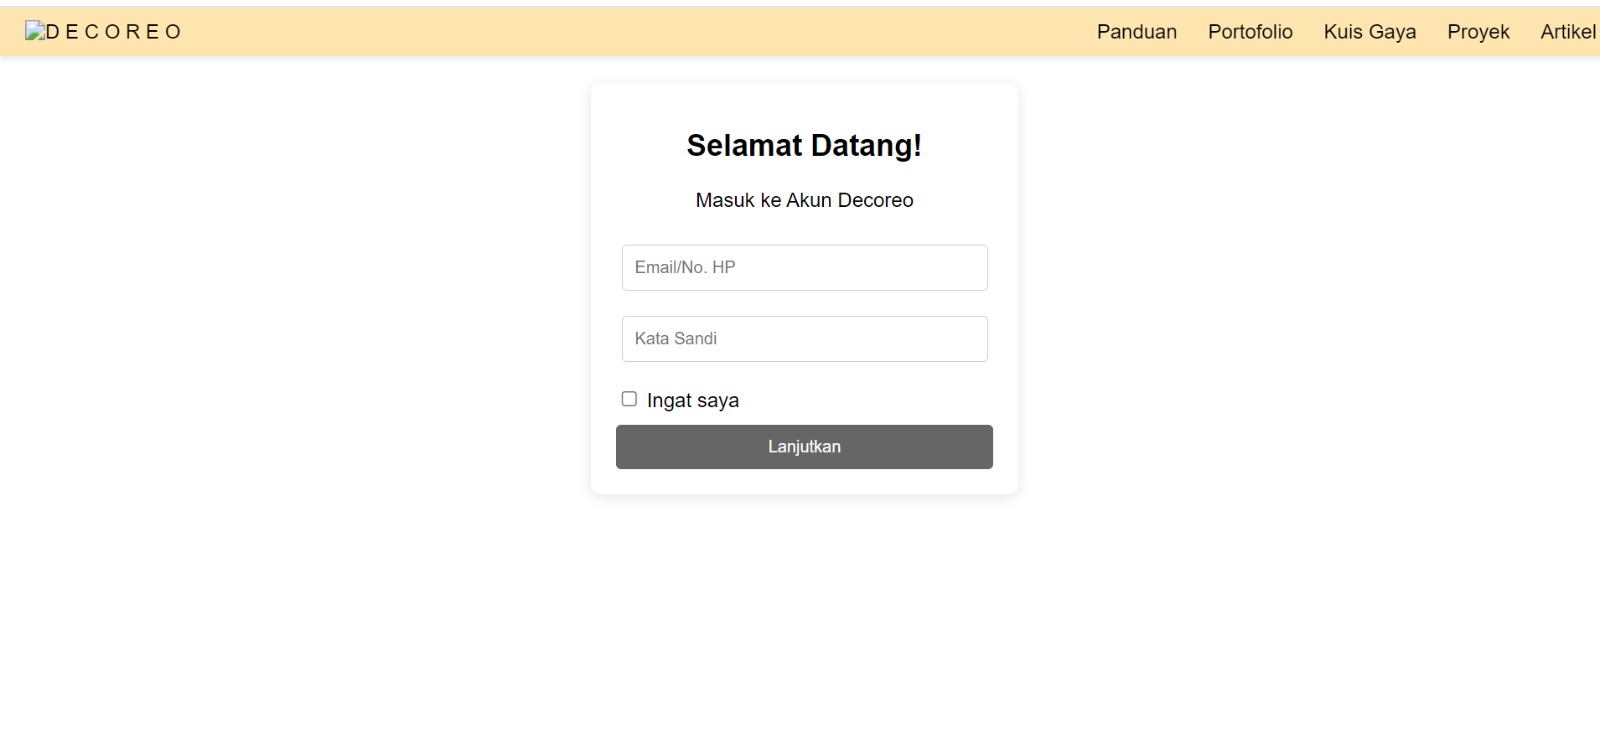 DECOREO Panduan Portofolio Kuis Gaya Proyek Artikel
Selamat Datang!
Masuk ke Akun Decoreo
Email/No. HP
Kata Sandi
Ingat saya
Lanjutkan